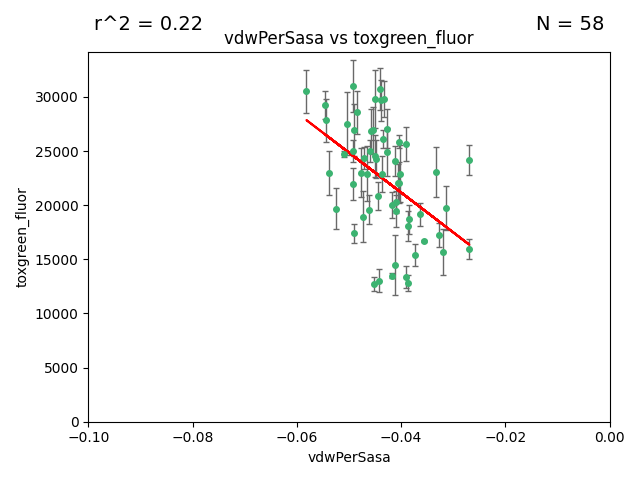 r^2 = 0.22
N = 58
vdwPerSasa vs toxgreen_fluor
30000
25000
20000
15000
10000
5000
0
toxgreen_fluor
−0.10
−0.08
−0.06
−0.04
−0.02
0.00
vdwPerSasa